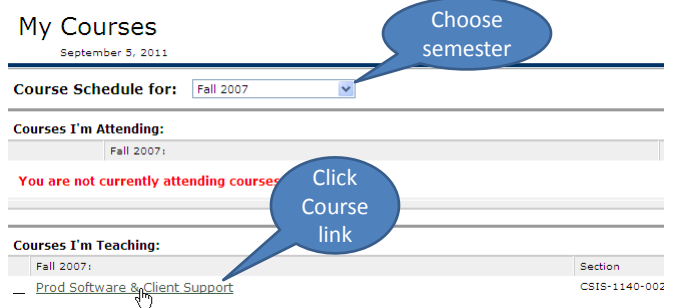 My Courses
September 5, 2011
Choose
semester
Course Schedule for: Fall 2007
Courses I'm Attending:
Fall 2007:
You are not currently attending courses
Click
Course
link
Courses I'm Teaching:
Fall 2007: Section
Prod Software & Client Support CSIS-1140-002